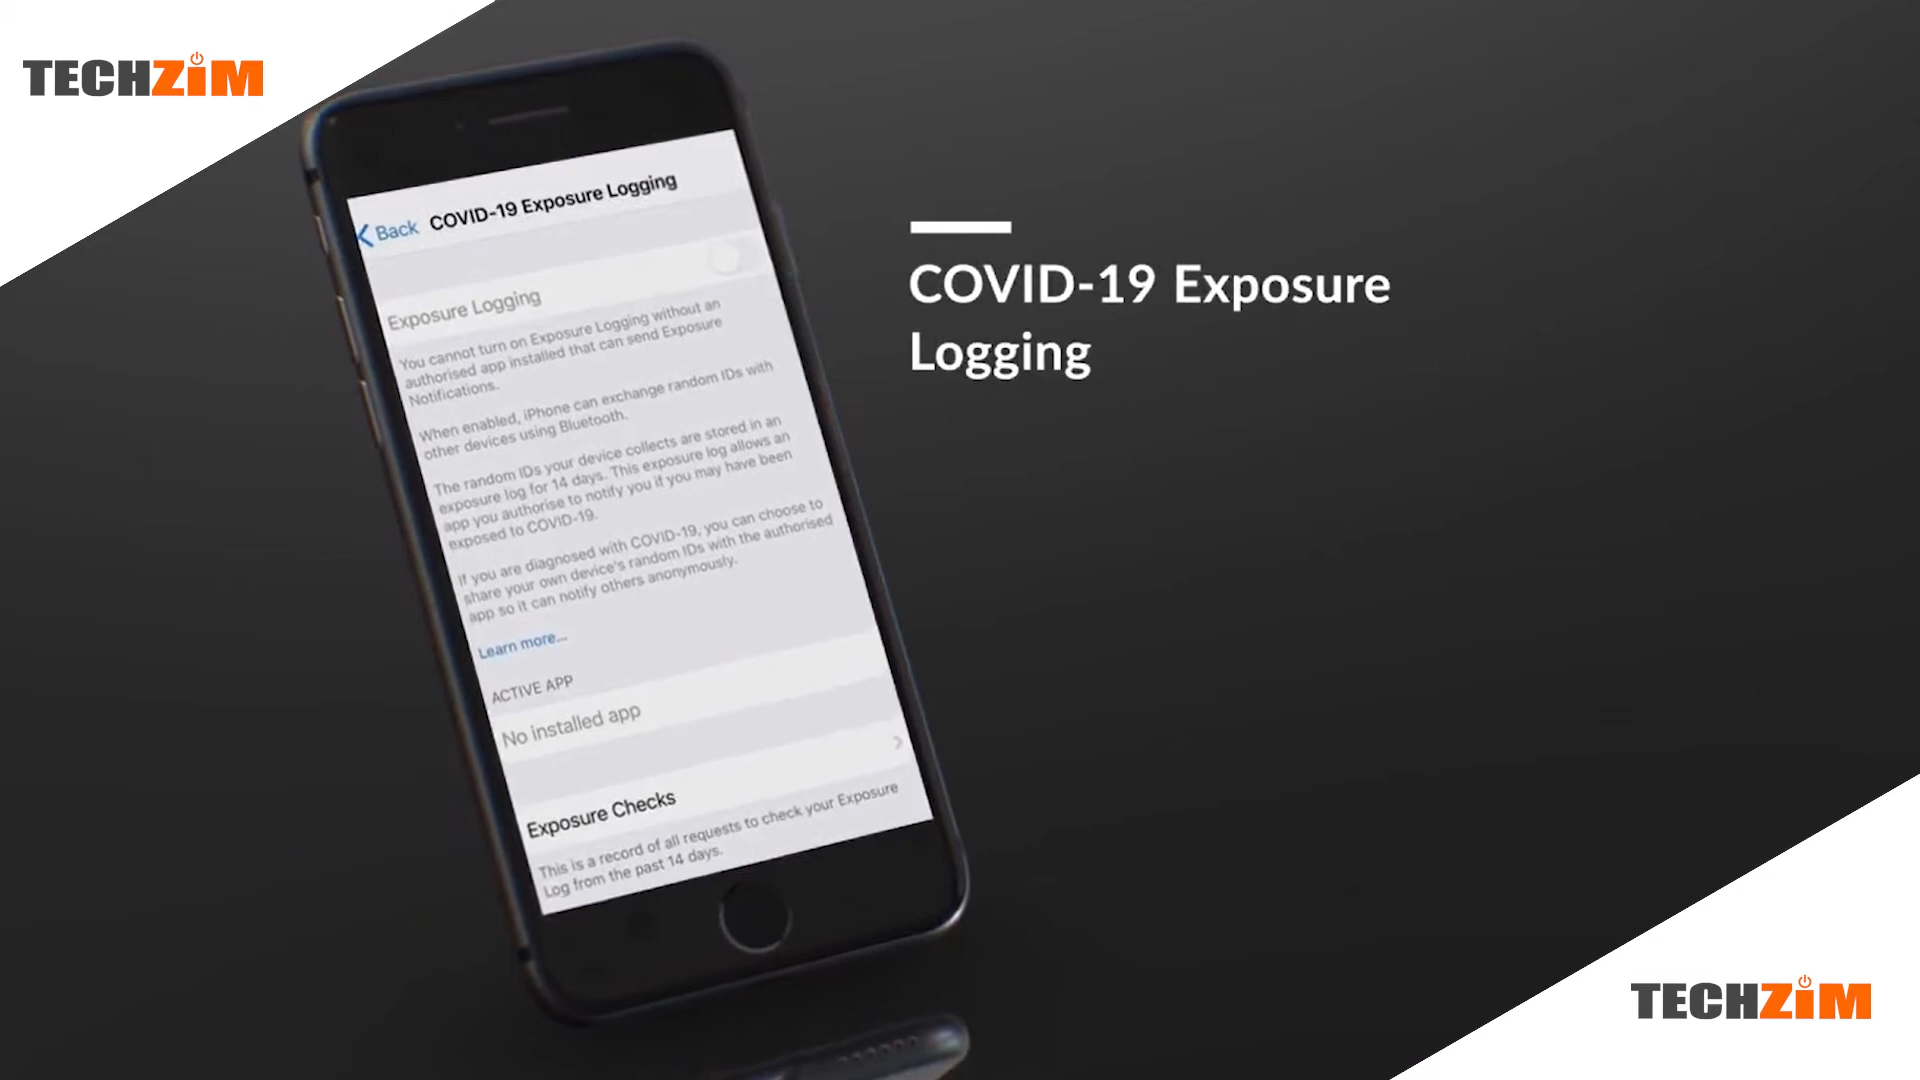 TECHZiM
Back COVID-19 Exposure Logging
Exposure Logging
You cannot turn on Exposure Logging without an
authorised app installed that can send Exposure
Notifications.
When enabled, iPhone can exchange random IDs with
other devices using Bluetooth.
The random IDs your device collects are stored in an
exposure log for 14 days. This exposure log allows an
app you authorise to notify you if you may have been
exposed to COVID-19.
If you are diagnosed with COVID-19, you can choose to
share your own device's random IDs with the authorised
app so it can notify others anonymously.
Learn more...
ACTIVE APP
No installed app
Exposure Checks
This is a record of all requests to check your Exposure
Log from the past 14 days.
COVID-19 Exposure
Logging
TECHZiM